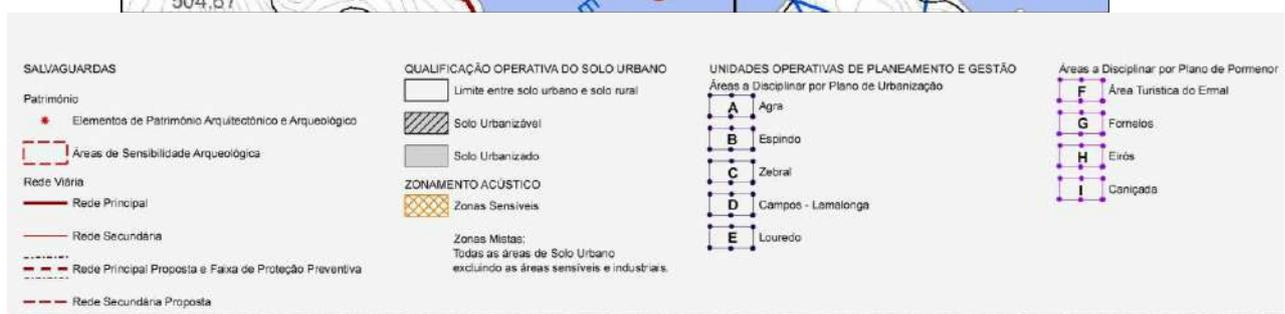 504,67
SALVAGUARDAS
Património
Elementos de Património Arquitectónico e Arqueológico
Áreas de Sensibilidade Arqueológica
Rede Viária
Rede Principal
Rede Secundária
Rede Principal Proposta e Faixa de Proteção Preventiva
Rede Secundária Proposta
QUALIFICAÇÃO OPERATIVA DO SOLO URBANO
Limite entre solo urbano e solo rural
Solo Urbanizável
Solo Urbanizado
ZONAMENTO ACÚSTICO
Zonas Sensíveis
Zonas Mistas:
Todas as áreas de Solo Urbano
excluindo as áreas sensíveis e industriais.
UNIDADES OPERATIVAS DE PLANEAMENTO E GESTÃO
Áreas a Disciplinar por Plano de Urbanização
A Agra
B Espindo
C Zebral
D Campos - Lamalonga
E Louredo
Áreas a Disciplinar por Plano de Pormenor
F Área Turistica do Ermal
G Fornelos
H Eirós
I Caniçada